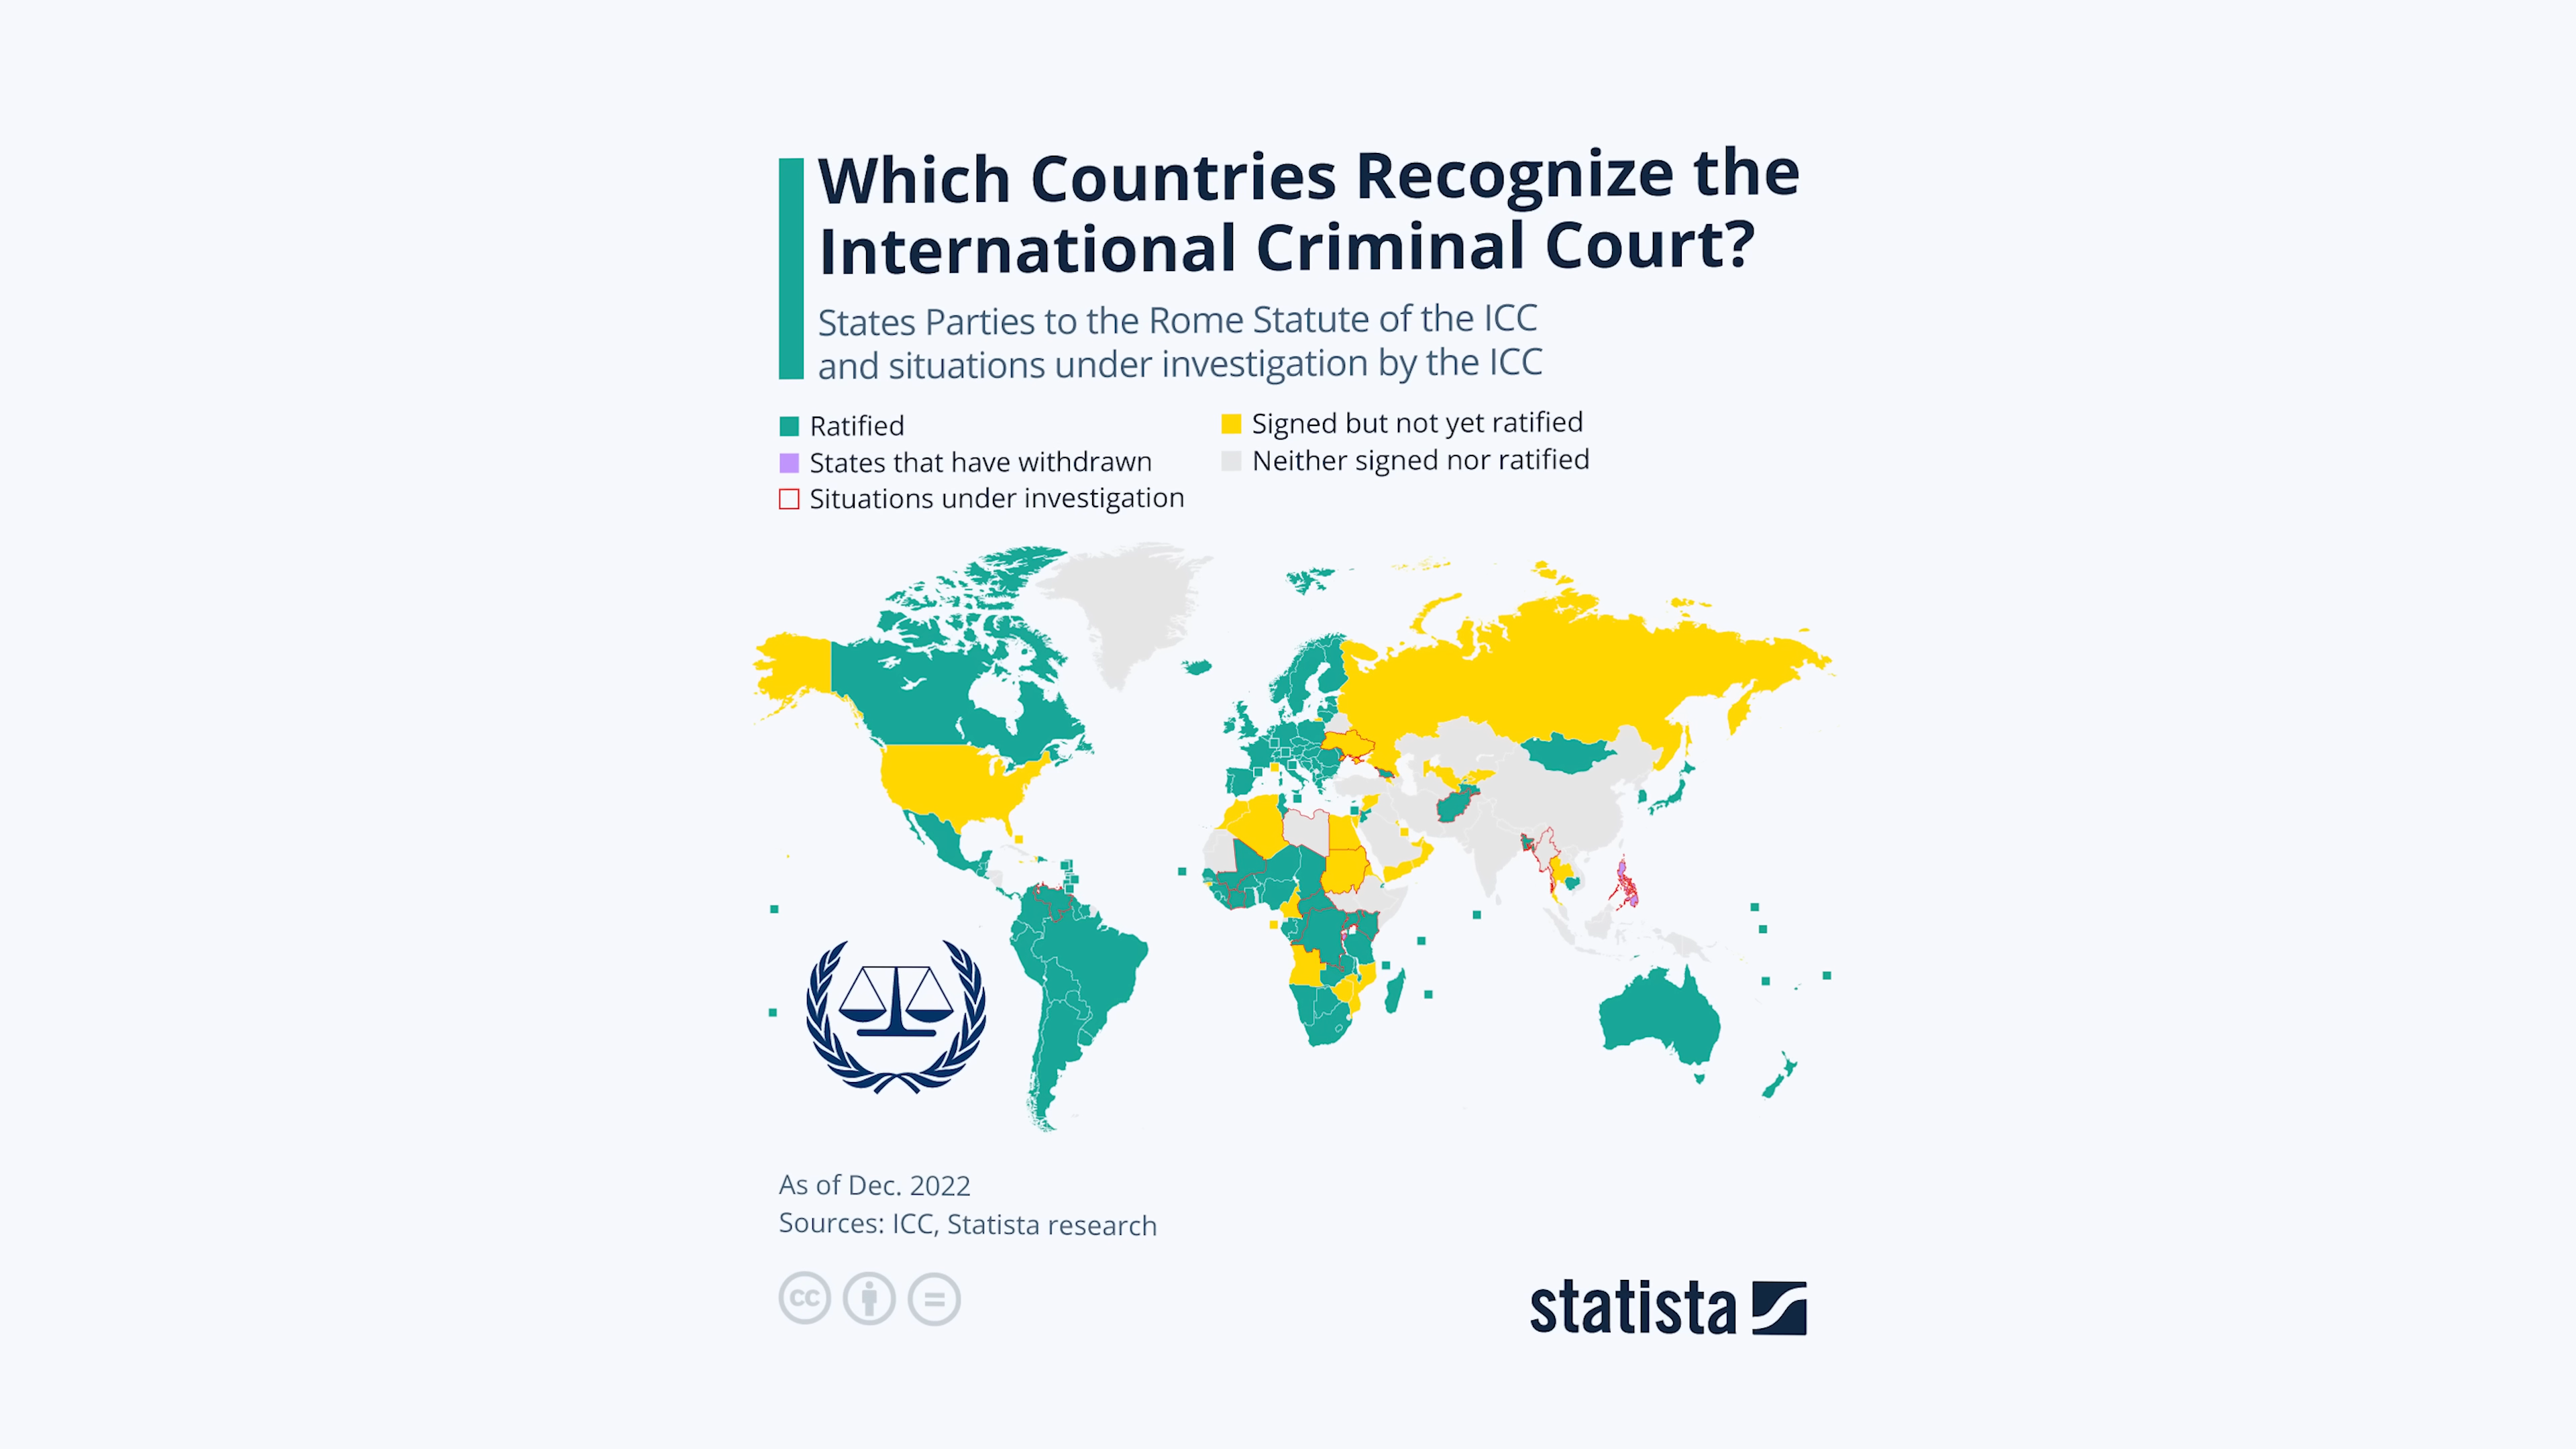 Which Countries Recognize the
International Criminal Court?
States Parties to the Rome Statute of the ICC
and situations under investigation by the ICC
Ratified
Signed but not yet ratified
States that have withdrawn
Neither signed nor ratified
Situations under investigation
As of Dec. 2022
Sources: ICC, Statista research
cc
statista